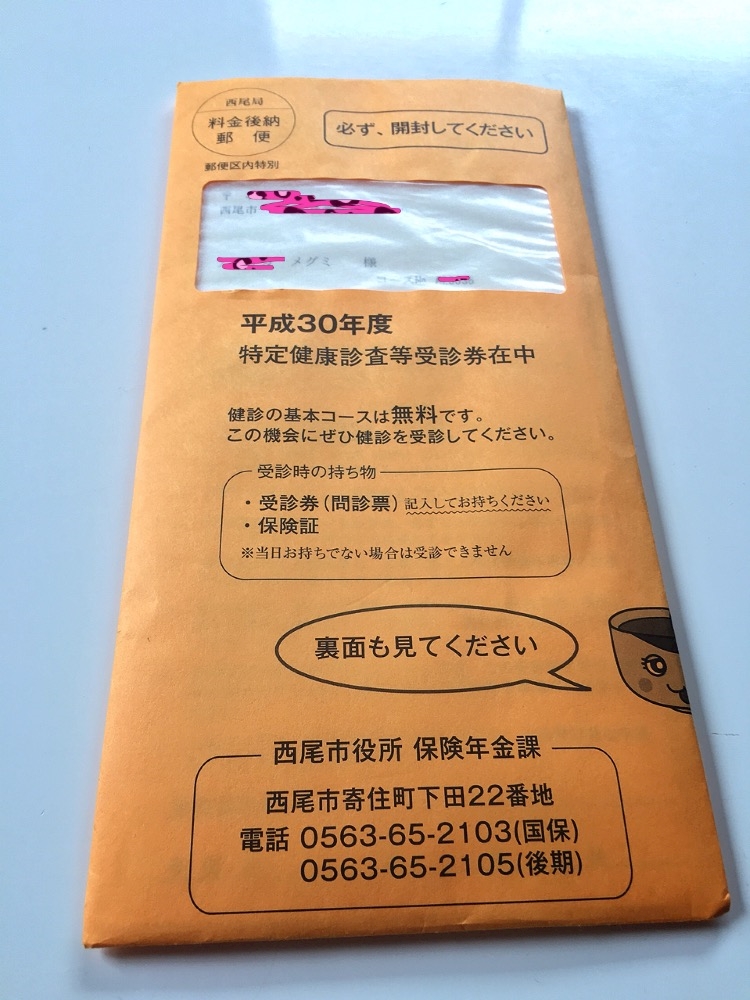 西尾局
料金後納
郵便
必ず、開封してください
郵便区内特別
〒
西尾市
メグミ 様
平成30年度
特定健康診査等受診券在中
健診の基本コースは無料です。
この機会にぜひ健診を受診してください。
受診時の持ち物
・受診券(問診票)記入してお持ちください
・保険証
※当日お持ちでない場合は受診できません
裏面も見てください
西尾市役所 保険年金課
西尾市寄住町下田22番地
電話 0563-65-2103(国保)
0563-65-2105(後期)